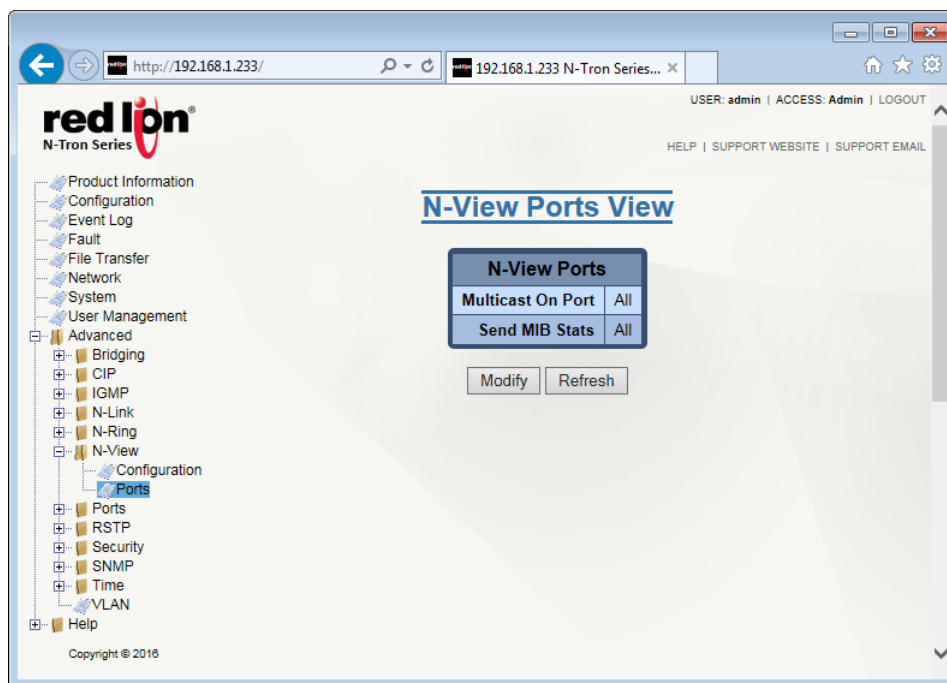 http://192.168.1.233/
192.168.1.233 N-Tron Series...
USER: admin | ACCESS: Admin | LOGOUT
red lion®
N-Tron Series
HELP | SUPPORT WEBSITE | SUPPORT EMAIL
Product Information
Configuration
Event Log
Fault
File Transfer
Network
System
User Management
Advanced
Bridging
CIP
IGMP
N-Link
N-Ring
N-View
Configuration
Ports
Ports
RSTP
Security
SNMP
Time
VLAN
Help
Copyright © 2016
N-View Ports View
N-View Ports
Multicast On Port All
Send MIB Stats All
Modify Refresh